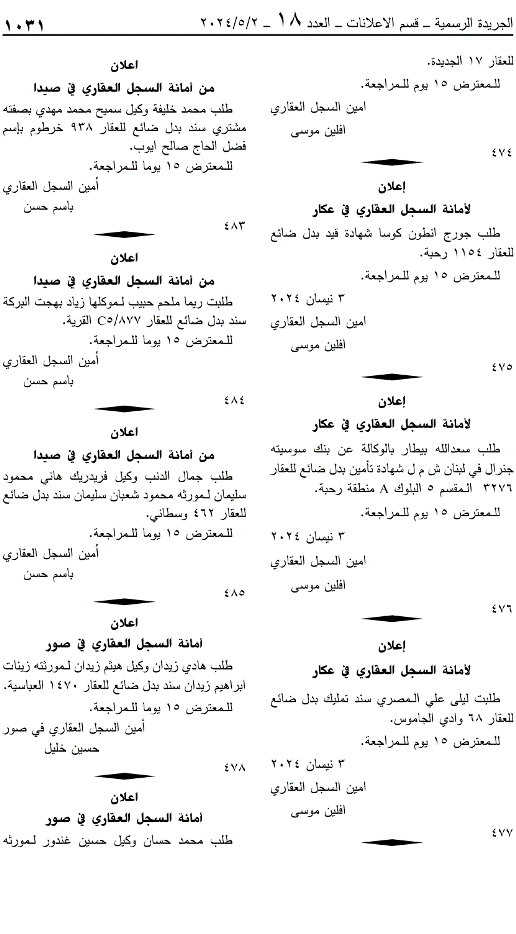 الجريدة الرسمية ــ قسم الاعلانات ــ العدد ١٨ ــ ٢٠٢٤/٥/٢
١٠٣١
للعقار ١٧ الجديدة.
للمعترض ١٥ يوم للمراجعة.
امين السجل العقاري
افلين موسى
٤٧٤
إعلان
لأمانة السجل العقاري في عكار
طلب جورج انطون كوسا شهادة قيد بدل ضائع
للعقار ١١٥٤ رحبة.
للمعترض ١٥ يوم للمراجعة.
٣ نيسان ٢٠٢٤
امين السجل العقاري
افلين موسى
٤٧٥
إعلان
لأمانة السجل العقاري في عكار
طلب سعدالله بيطار بالوكالة عن بنك سوسيته
جنرال في لبنان ش م ل شهادة تأمين بدل ضائع للعقار
٣٢٧٦ المقسم ٥ البلوك A منطقة رحبة.
للمعترض ١٥ يوم للمراجعة.
٣ نيسان ٢٠٢٤
امين السجل العقاري
افلين موسى
٤٧٦
إعلان
لأمانة السجل العقاري في عكار
طلبت ليلى علي المصري سند تمليك بدل ضائع
للعقار ٦٨ وادي الجاموس.
للمعترض ١٥ يوم للمراجعة.
٣ نيسان ٢٠٢٤
امين السجل العقاري
افلين موسى
٤٧٧
اعلان
من أمانة السجل العقاري في صيدا
طلب محمد خليفة وكيل سميح محمد مهدي بصفته
مشتري سند بدل ضائع للعقار ٩٣٨ خرطوم بإسم
فضل الحاج صالح ايوب.
للمعترض ١٥ يوما للمراجعة.
أمين السجل العقاري
باسم حسن
٤٨٣
اعلان
من أمانة السجل العقاري في صيدا
طلبت ريما ملحم حبيب لموكلها زياد بهجت البركة
سند بدل ضائع للعقار C٥/٨٧٧ القرية.
للمعترض ١٥ يوما للمراجعة.
أمين السجل العقاري
باسم حسن
٤٨٤
اعلان
من أمانة السجل العقاري في صيدا
طلب جمال الدنب وكيل فريدريك هاني محمود
سليمان لمورثه محمود شعبان سليمان سند بدل ضائع
للعقار ٤٦٢ وسطاني.
للمعترض ١٥ يوما للمراجعة.
أمين السجل العقاري
باسم حسن
٤٨٥
اعلان
أمانة السجل العقاري في صور
طلب هادي زيدان وكيل هيثم زيدان لمورثته زينات
ابراهيم زيدان سند بدل ضائع للعقار ١٤٧٠ العباسية.
للمعترض ١٥ يوما للمراجعة.
أمين السجل العقاري في صور
حسين خليل
٤٧٨
اعلان
أمانة السجل العقاري في صور
طلب محمد حسان وكيل حسين غندور لمورثه